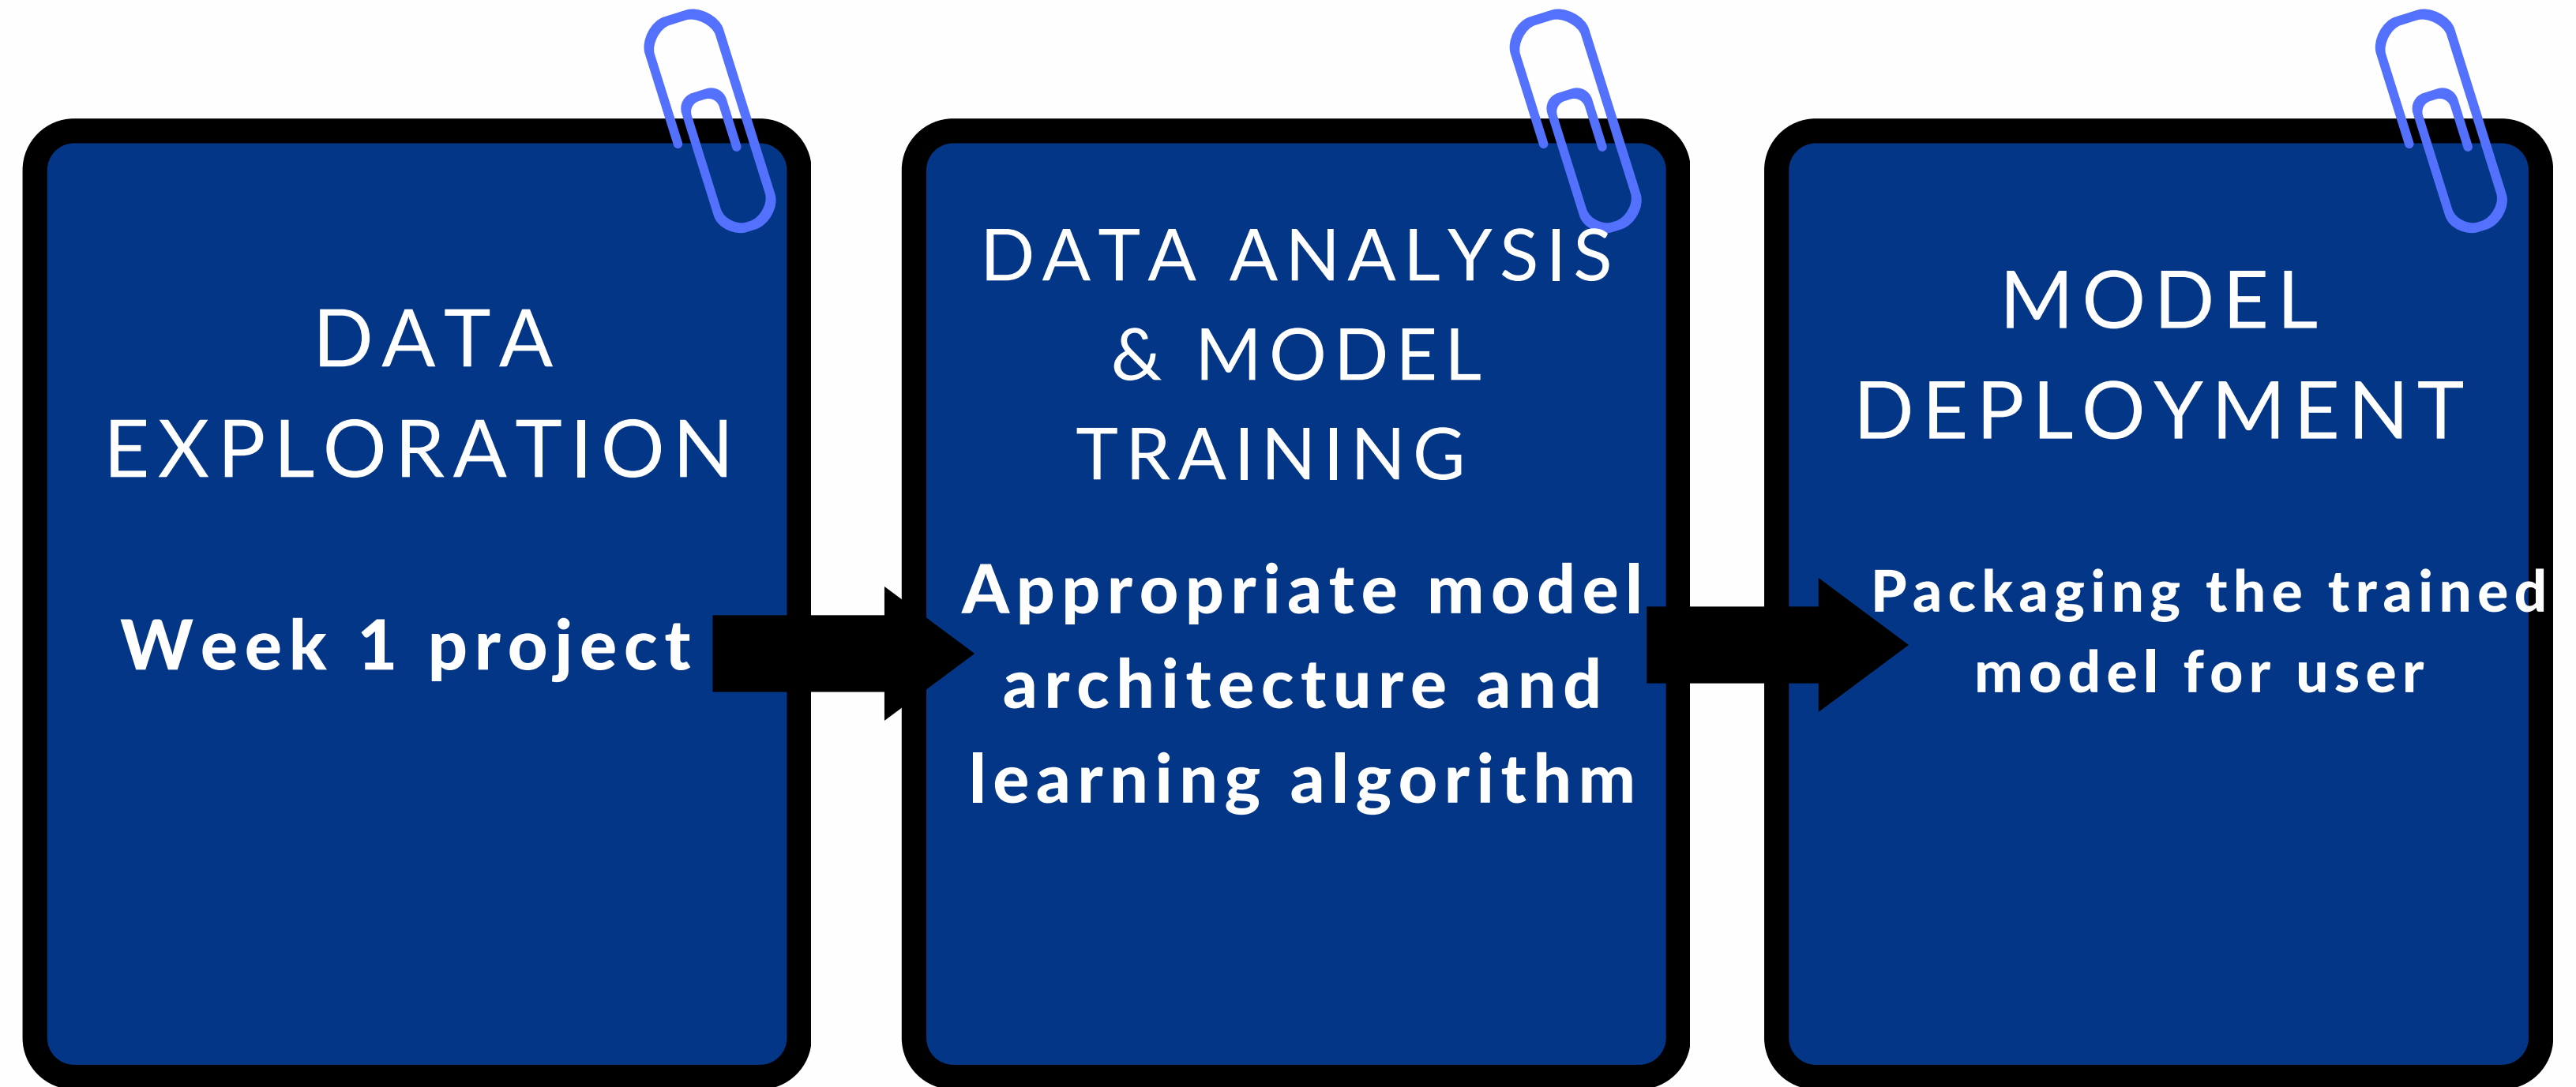 DATA
EXPLORATION
Week 1 project
DATA ANALYSIS
& MODEL
TRAINING
Appropriate model
architecture and
learning algorithm
MODEL
DEPLOYMENT
Packaging the trained
model for user